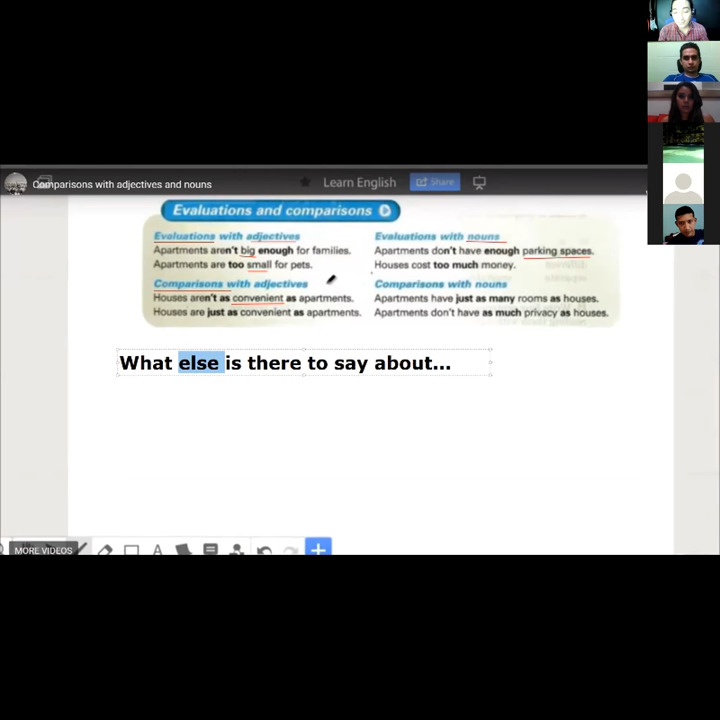 Comparisons with adjectives and nouns
Learn English
Share
Evaluations and comparisons
Evaluations with adjectives
Apartments aren't big enough for families.
Apartments are too small for pets.
Comparisons with adjectives
Houses aren't as convenient as apartments.
Houses are just as convenient as apartments.
Evaluations with nouns
Apartments don't have enough parking spaces.
Houses cost too much money.
Comparisons with nouns
Apartments have just as many rooms as houses.
Apartments don't have as much privacy as houses.
What else is there to say about...
MORE VIDEOS